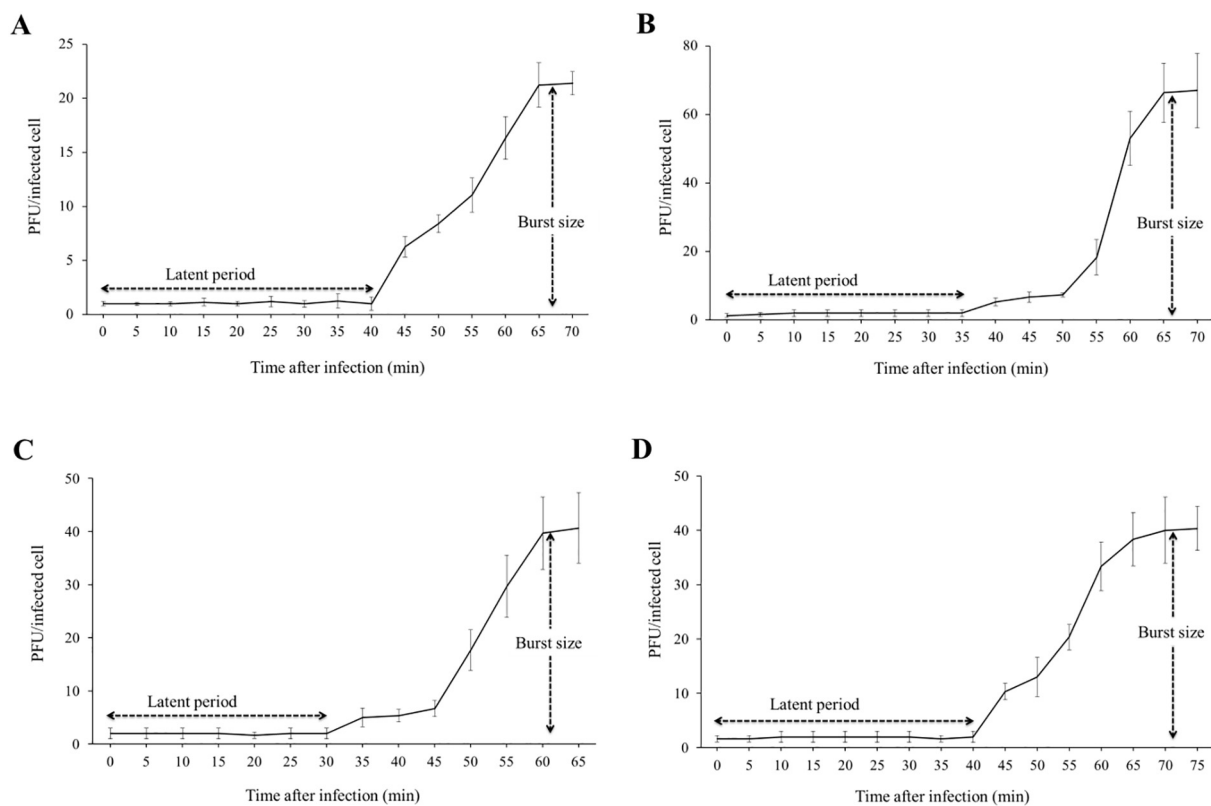 A
25
20
15
10
5
0
PFU/infected cell
Latent period
Burst size
0 5 10 15 20 25 30 35 40 45 50 55 60 65 70
Time after infection (min)
B
80
60
40
20
0
PFU/infected cell
Latent period
Burst size
0 5 10 15 20 25 30 35 40 45 50 55 60 65 70
Time after infection (min)
C
50
40
30
20
10
0
PFU/infected cell
Latent period
Burst size
0 5 10 15 20 25 30 35 40 45 50 55 60 65
Time after infection (min)
D
50
40
30
20
10
0
PFU/infected cell
Latent period
Burst size
0 5 10 15 20 25 30 35 40 45 50 55 60 65 70 75
Time after infection (min)